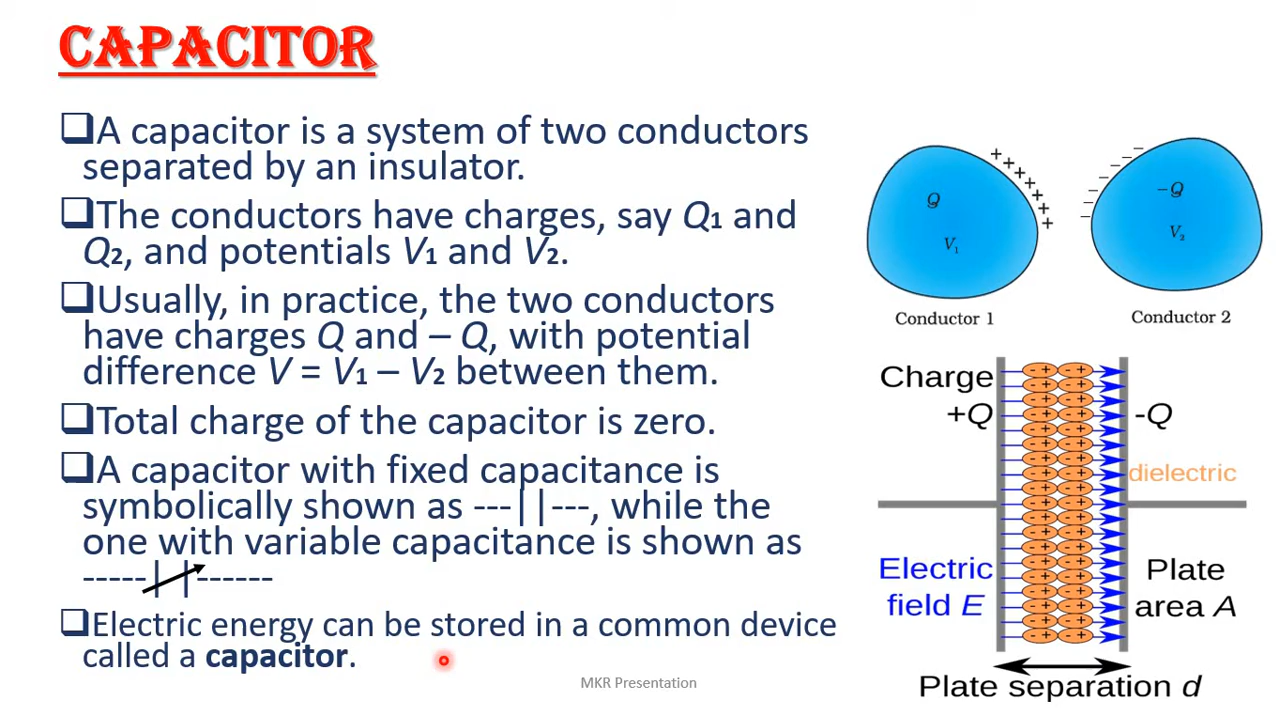 CAPACITOR
❑A capacitor is a system of two conductors
separated by an insulator.
❑The conductors have charges, say Q₁ and
Q₂, and potentials V₁ and V₂.
❑Usually, in practice, the two conductors
have charges Q and – Q, with potential
difference V = V₁ – V₂ between them.
❑Total charge of the capacitor is zero.
❑A capacitor with fixed capacitance is
symbolically shown as ---||---, while the
one with variable capacitance is shown as
-----| |------
❑Electric energy can be stored in a common device
called a capacitor.
MKR Presentation
+ + + + + + + +
Q
V₁
Conductor 1
– – – – – – –
–Q
V₂
Conductor 2
Charge
+Q
-Q
dielectric
Electric
field E
Plate
area A
Plate separation d